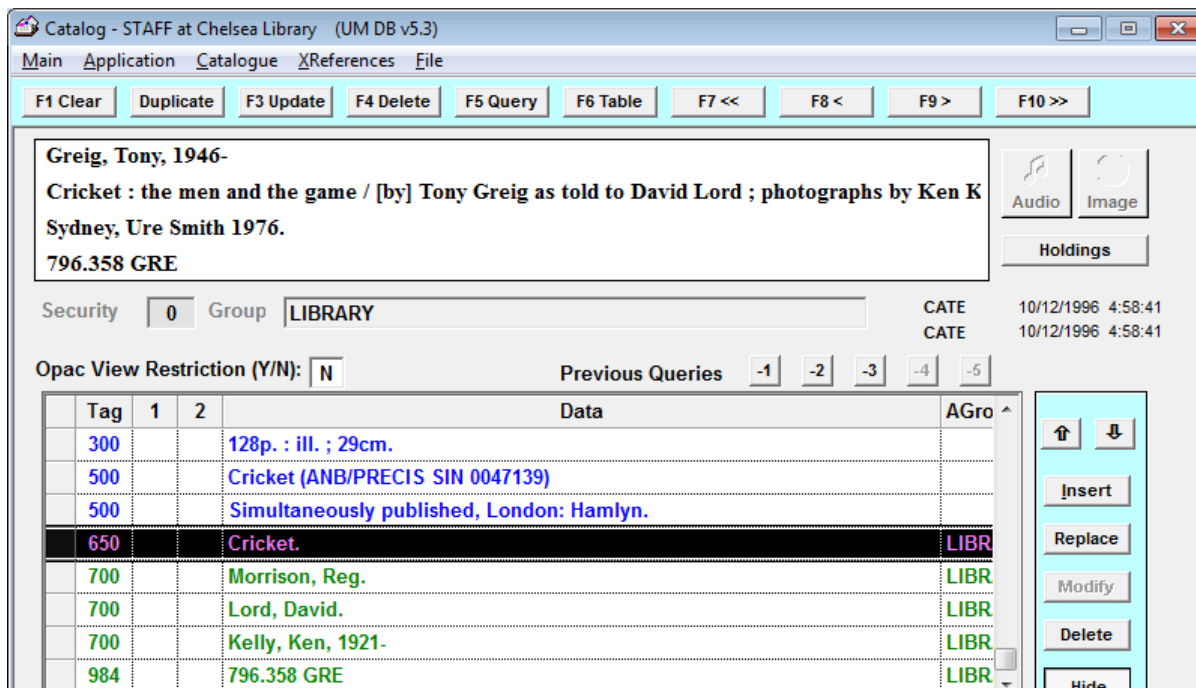 Catalog - STAFF at Chelsea Library (UM DB v5.3)
Main Application Catalogue XReferences File
F1 Clear Duplicate F3 Update F4 Delete F5 Query F6 Table F7 << F8 < F9 > F10 >>
Greig, Tony, 1946-
Cricket : the men and the game / [by] Tony Greig as told to David Lord ; photographs by Ken K
Sydney, Ure Smith 1976.
796.358 GRE
Audio Image
Holdings
Security 0 Group LIBRARY
CATE 10/12/1996 4:58:41
CATE 10/12/1996 4:58:41
Opac View Restriction (Y/N): N Previous Queries -1 -2 -3 -4 -5
Tag 1 2 Data AGro
300 128p. : ill. ; 29cm.
500 Cricket (ANB/PRECIS SIN 0047139)
500 Simultaneously published, London: Hamlyn.
650 Cricket. LIBR
700 Morrison, Reg. LIBR
700 Lord, David. LIBR
700 Kelly, Ken, 1921- LIBR
984 796.358 GRE LIBR
Insert
Replace
Modify
Delete
Hide